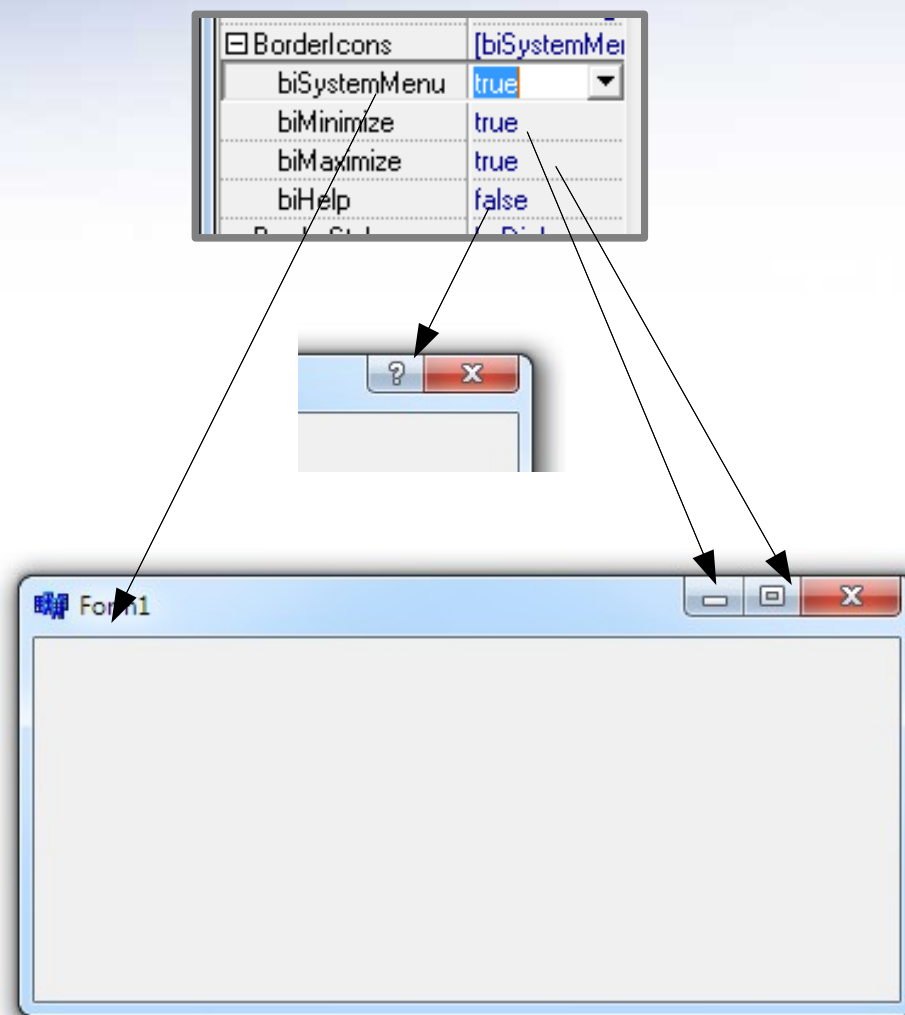 BorderIcons [biSystemMe
biSystemMenu true
biMinimize true
biMaximize true
biHelp false
?
Form1